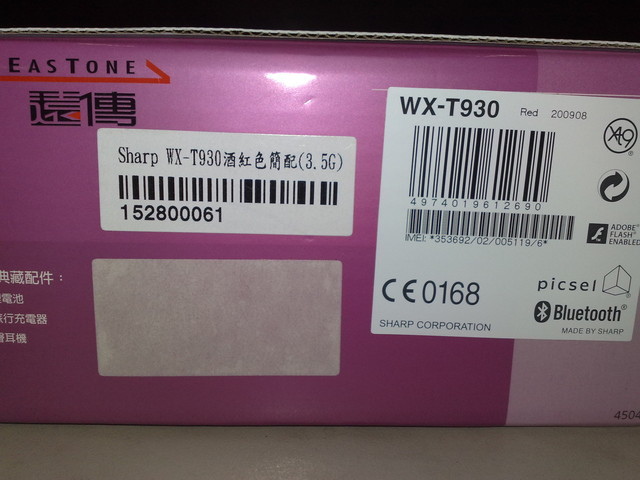 EASTONE
遠傳
Sharp WX-T930酒紅色簡配(3.5G)
152800061
典藏配件：
電池
旅行充電器
耳機
WX-T930 Red 200908
4974019612690
IMEI: *353692/02/005119/6*
ADOBE®
FLASH®
ENABLED
CE0168
picsel
Bluetooth®
SHARP CORPORATION
MADE BY SHARP
4504